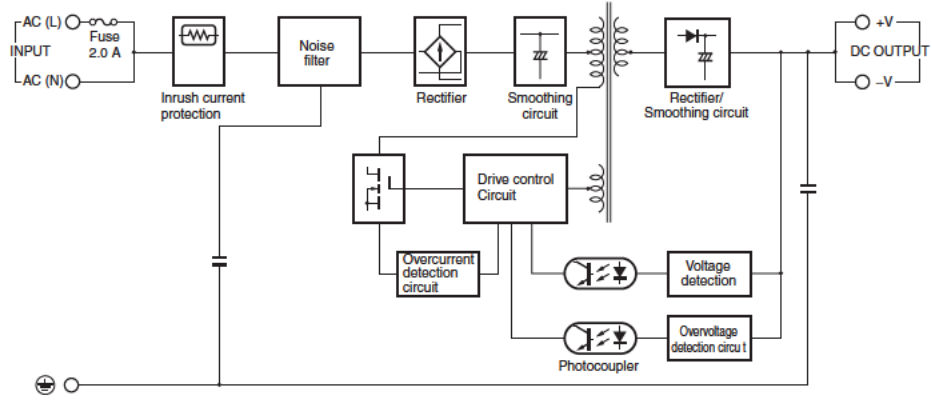 AC (L)
Fuse
2.0 A
INPUT
AC (N)
Inrush current
protection
Noise
filter
Rectifier
Smoothing
circuit
Rectifier/
Smoothing circuit
+V
DC OUTPUT
–V
Drive control
Circuit
Overcurrent
detection
circuit
Voltage
detection
Overvoltage
detection circu t
Photocoupler